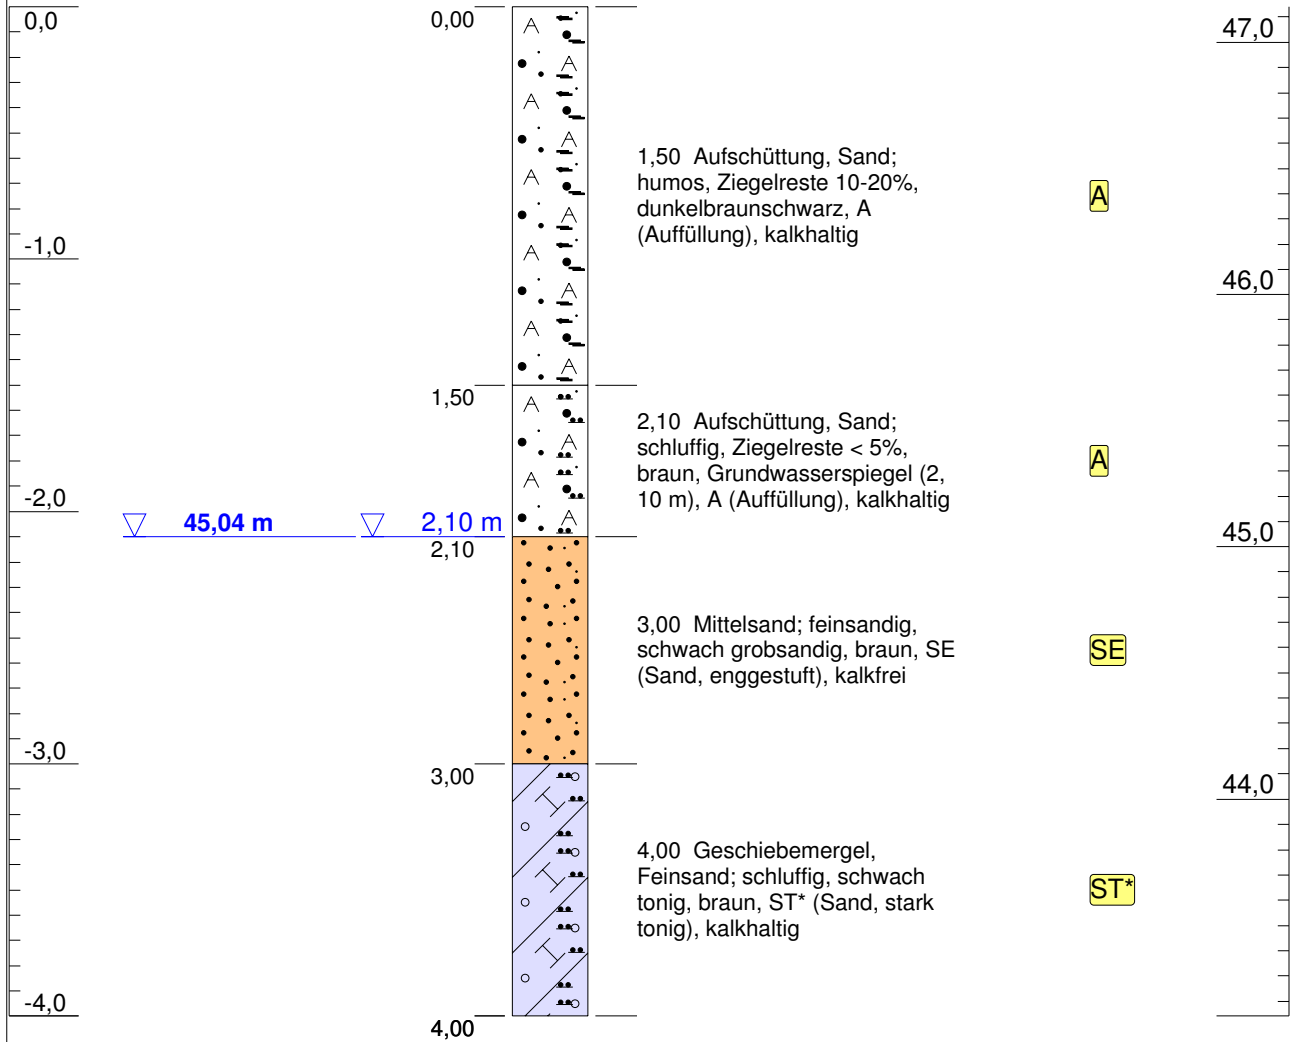 0,0
0,00
47,0
1,50 Aufschüttung, Sand;
humos, Ziegelreste 10-20%,
dunkelbraunschwarz, A
(Auffüllung), kalkhaltig
A
-1,0
46,0
1,50
2,10 Aufschüttung, Sand;
schluffig, Ziegelreste < 5%,
braun, Grundwasserspiegel (2,
10 m), A (Auffüllung), kalkhaltig
A
-2,0
45,04 m
2,10 m
2,10
45,0
3,00 Mittelsand; feinsandig,
schwach grobsandig, braun, SE
(Sand, enggestuft), kalkfrei
SE
-3,0
3,00
44,0
4,00 Geschiebemergel,
Feinsand; schluffig, schwach
tonig, braun, ST* (Sand, stark
tonig), kalkhaltig
ST*
-4,0
4,00